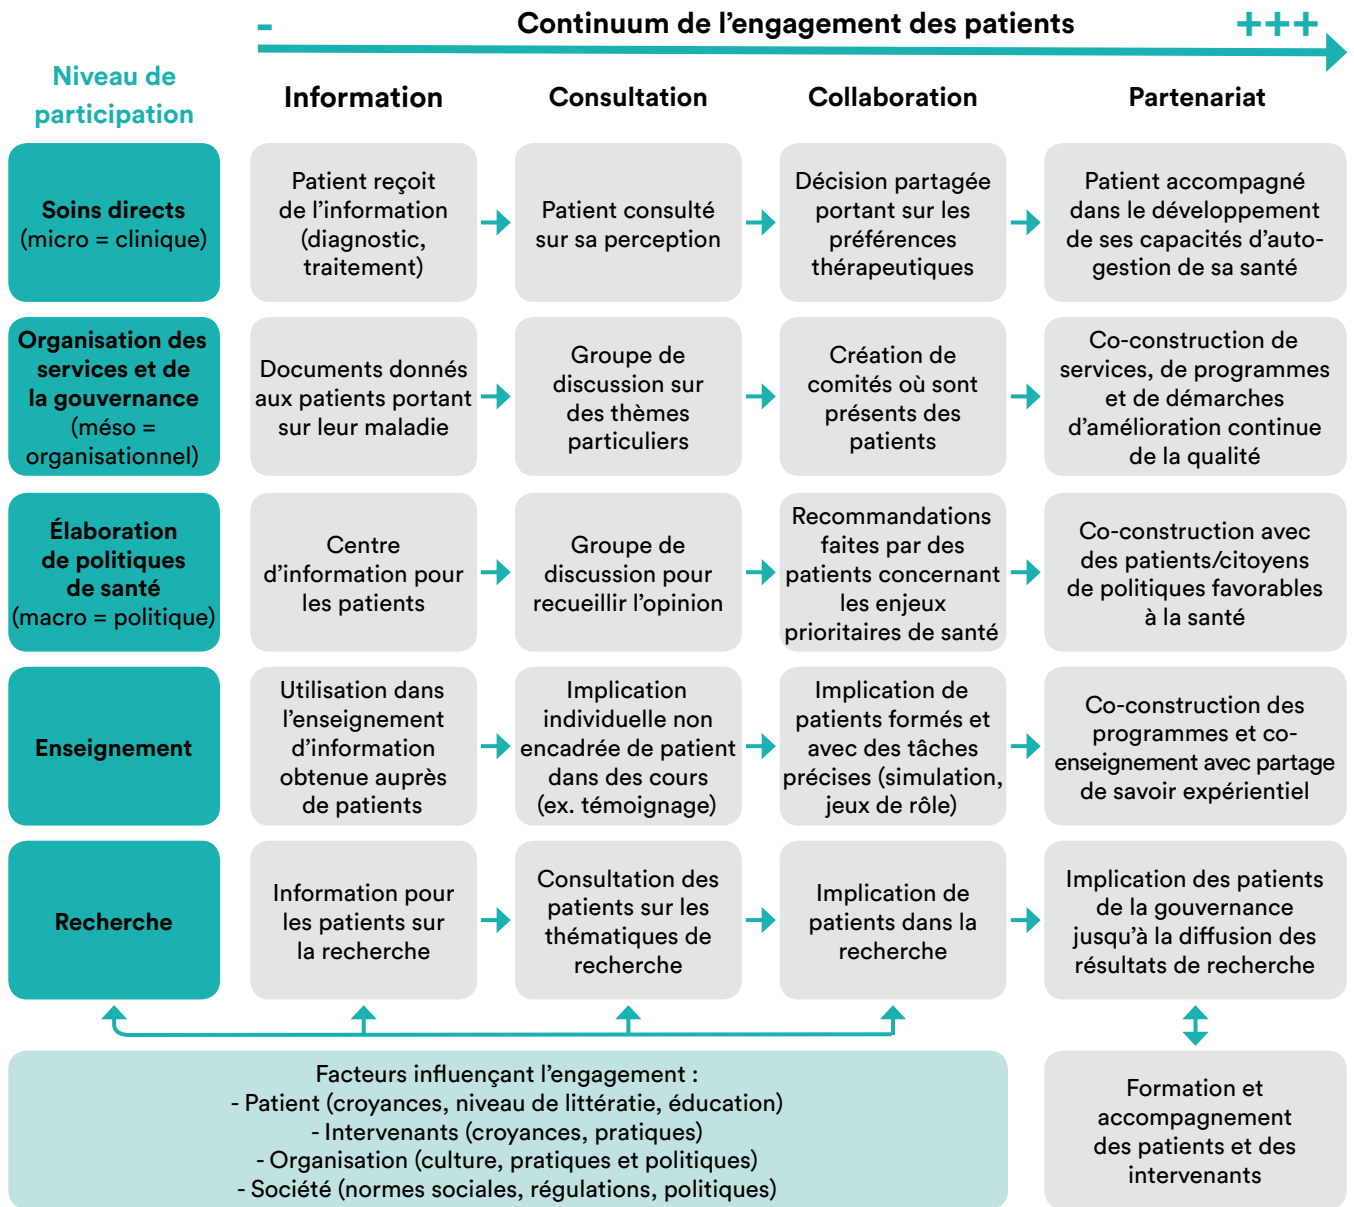 -
Continuum de l’engagement des patients
+++
Niveau de
participation
Information
Consultation
Collaboration
Partenariat
Soins directs
(micro = clinique)
Patient reçoit
de l’information
(diagnostic,
traitement)
Patient consulté
sur sa perception
Décision partagée
portant sur les
préférences
thérapeutiques
Patient accompagné
dans le développement
de ses capacités d’auto-
gestion de sa santé
Organisation des
services et de
la gouvernance
(méso =
organisationnel)
Documents donnés
aux patients portant
sur leur maladie
Groupe de
discussion sur
des thèmes
particuliers
Création de
comités où sont
présents des
patients
Co-construction de
services, de programmes
et de démarches
d’amélioration continue
de la qualité
Élaboration
de politiques
de santé
(macro = politique)
Centre
d’information pour
les patients
Groupe de
discussion pour
recueillir l’opinion
Recommandations
faites par des
patients concernant
les enjeux
prioritaires de santé
Co-construction avec
des patients/citoyens
de politiques favorables
à la santé
Enseignement
Utilisation dans
l’enseignement
d’information
obtenue auprès
de patients
Implication
individuelle non
encadrée de patient
dans des cours
(ex. témoignage)
Implication de
patients formés et
avec des tâches
précises (simulation,
jeux de rôle)
Co-construction des
programmes et co-
enseignement avec partage
de savoir expérientiel
Recherche
Information pour
les patients sur
la recherche
Consultation des
patients sur les
thématiques de
recherche
Implication de
patients dans la
recherche
Implication des patients
de la gouvernance
jusqu’à la diffusion des
résultats de recherche
Facteurs influençant l’engagement :
- Patient (croyances, niveau de littératie, éducation)
- Intervenants (croyances, pratiques)
- Organisation (culture, pratiques et politiques)
- Société (normes sociales, régulations, politiques)
Formation et
accompagnement
des patients et des
intervenants